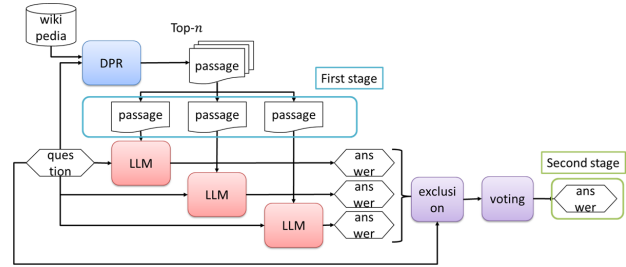 wiki
pedia
Top-n
DPR
passage
First stage
passage
passage
passage
ques
tion
LLM
ans
wer
Second stage
LLM
ans
wer
exclusi
on
voting
ans
wer
LLM
ans
wer